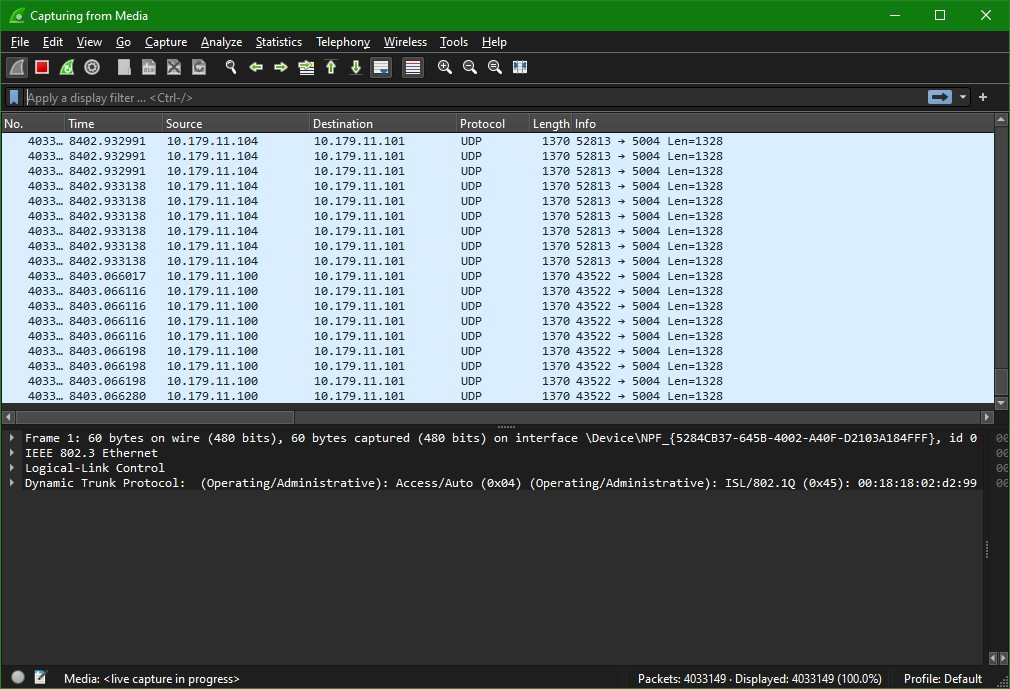 Capturing from Media
File Edit View Go Capture Analyze Statistics Telephony Wireless Tools Help
Apply a display filter ... <Ctrl-/>
No. Time Source Destination Protocol Length Info
4033… 8402.932991 10.179.11.104 10.179.11.101 UDP 1370 52813 → 5004 Len=1328
4033… 8402.932991 10.179.11.104 10.179.11.101 UDP 1370 52813 → 5004 Len=1328
4033… 8402.932991 10.179.11.104 10.179.11.101 UDP 1370 52813 → 5004 Len=1328
4033… 8402.933138 10.179.11.104 10.179.11.101 UDP 1370 52813 → 5004 Len=1328
4033… 8402.933138 10.179.11.104 10.179.11.101 UDP 1370 52813 → 5004 Len=1328
4033… 8402.933138 10.179.11.104 10.179.11.101 UDP 1370 52813 → 5004 Len=1328
4033… 8402.933138 10.179.11.104 10.179.11.101 UDP 1370 52813 → 5004 Len=1328
4033… 8402.933138 10.179.11.104 10.179.11.101 UDP 1370 52813 → 5004 Len=1328
4033… 8402.933138 10.179.11.104 10.179.11.101 UDP 1370 52813 → 5004 Len=1328
4033… 8403.066017 10.179.11.100 10.179.11.101 UDP 1370 43522 → 5004 Len=1328
4033… 8403.066116 10.179.11.100 10.179.11.101 UDP 1370 43522 → 5004 Len=1328
4033… 8403.066116 10.179.11.100 10.179.11.101 UDP 1370 43522 → 5004 Len=1328
4033… 8403.066116 10.179.11.100 10.179.11.101 UDP 1370 43522 → 5004 Len=1328
4033… 8403.066116 10.179.11.100 10.179.11.101 UDP 1370 43522 → 5004 Len=1328
4033… 8403.066198 10.179.11.100 10.179.11.101 UDP 1370 43522 → 5004 Len=1328
4033… 8403.066198 10.179.11.100 10.179.11.101 UDP 1370 43522 → 5004 Len=1328
4033… 8403.066198 10.179.11.100 10.179.11.101 UDP 1370 43522 → 5004 Len=1328
4033… 8403.066280 10.179.11.100 10.179.11.101 UDP 1370 43522 → 5004 Len=1328
Frame 1: 60 bytes on wire (480 bits), 60 bytes captured (480 bits) on interface \Device\NPF_{5284CB37-645B-4002-A40F-D2103A184FFF}, id 0 00
IEEE 802.3 Ethernet 00
Logical-Link Control 00
Dynamic Trunk Protocol:  (Operating/Administrative): Access/Auto (0x04) (Operating/Administrative): ISL/802.1Q (0x45): 00:18:18:02:d2:99 00
Media: <live capture in progress> Packets: 4033149 · Displayed: 4033149 (100.0%) Profile: Default